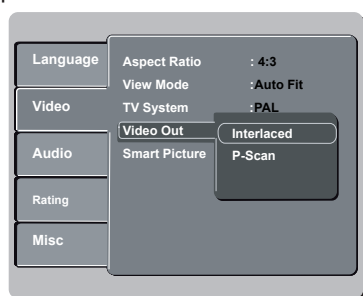 Language
Video
Audio
Rating
Misc
Aspect Ratio : 4:3
View Mode :Auto Fit
TV System :PAL
Video Out
Smart Picture
Interlaced
P-Scan